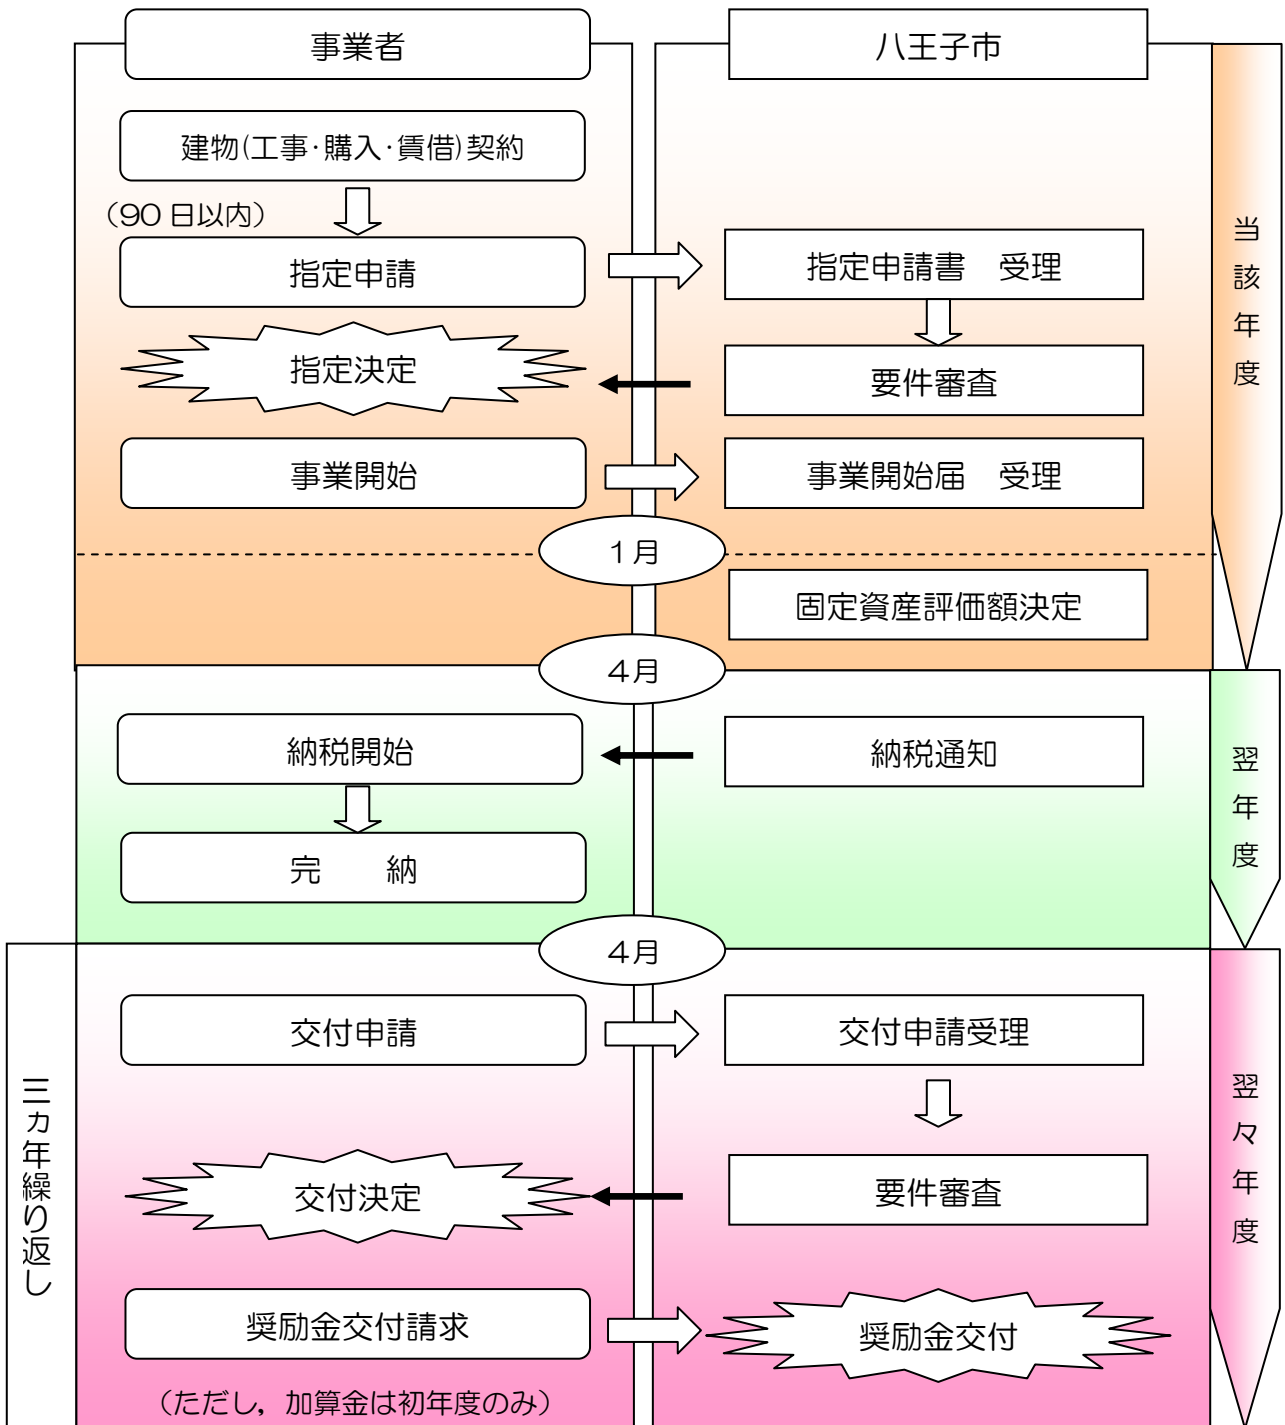 事業者
八王子市
建物(工事・購入・賃借)契約
（90日以内）
指定申請
指定申請書　受理
指定決定
要件審査
事業開始
事業開始届　受理
1月
固定資産評価額決定
当該年度
4月
納税開始
納税通知
完　　納
翌年度
4月
交付申請
交付申請受理
交付決定
要件審査
奨励金交付請求
奨励金交付
（ただし，加算金は初年度のみ）
三ヵ年繰り返し
翌々年度